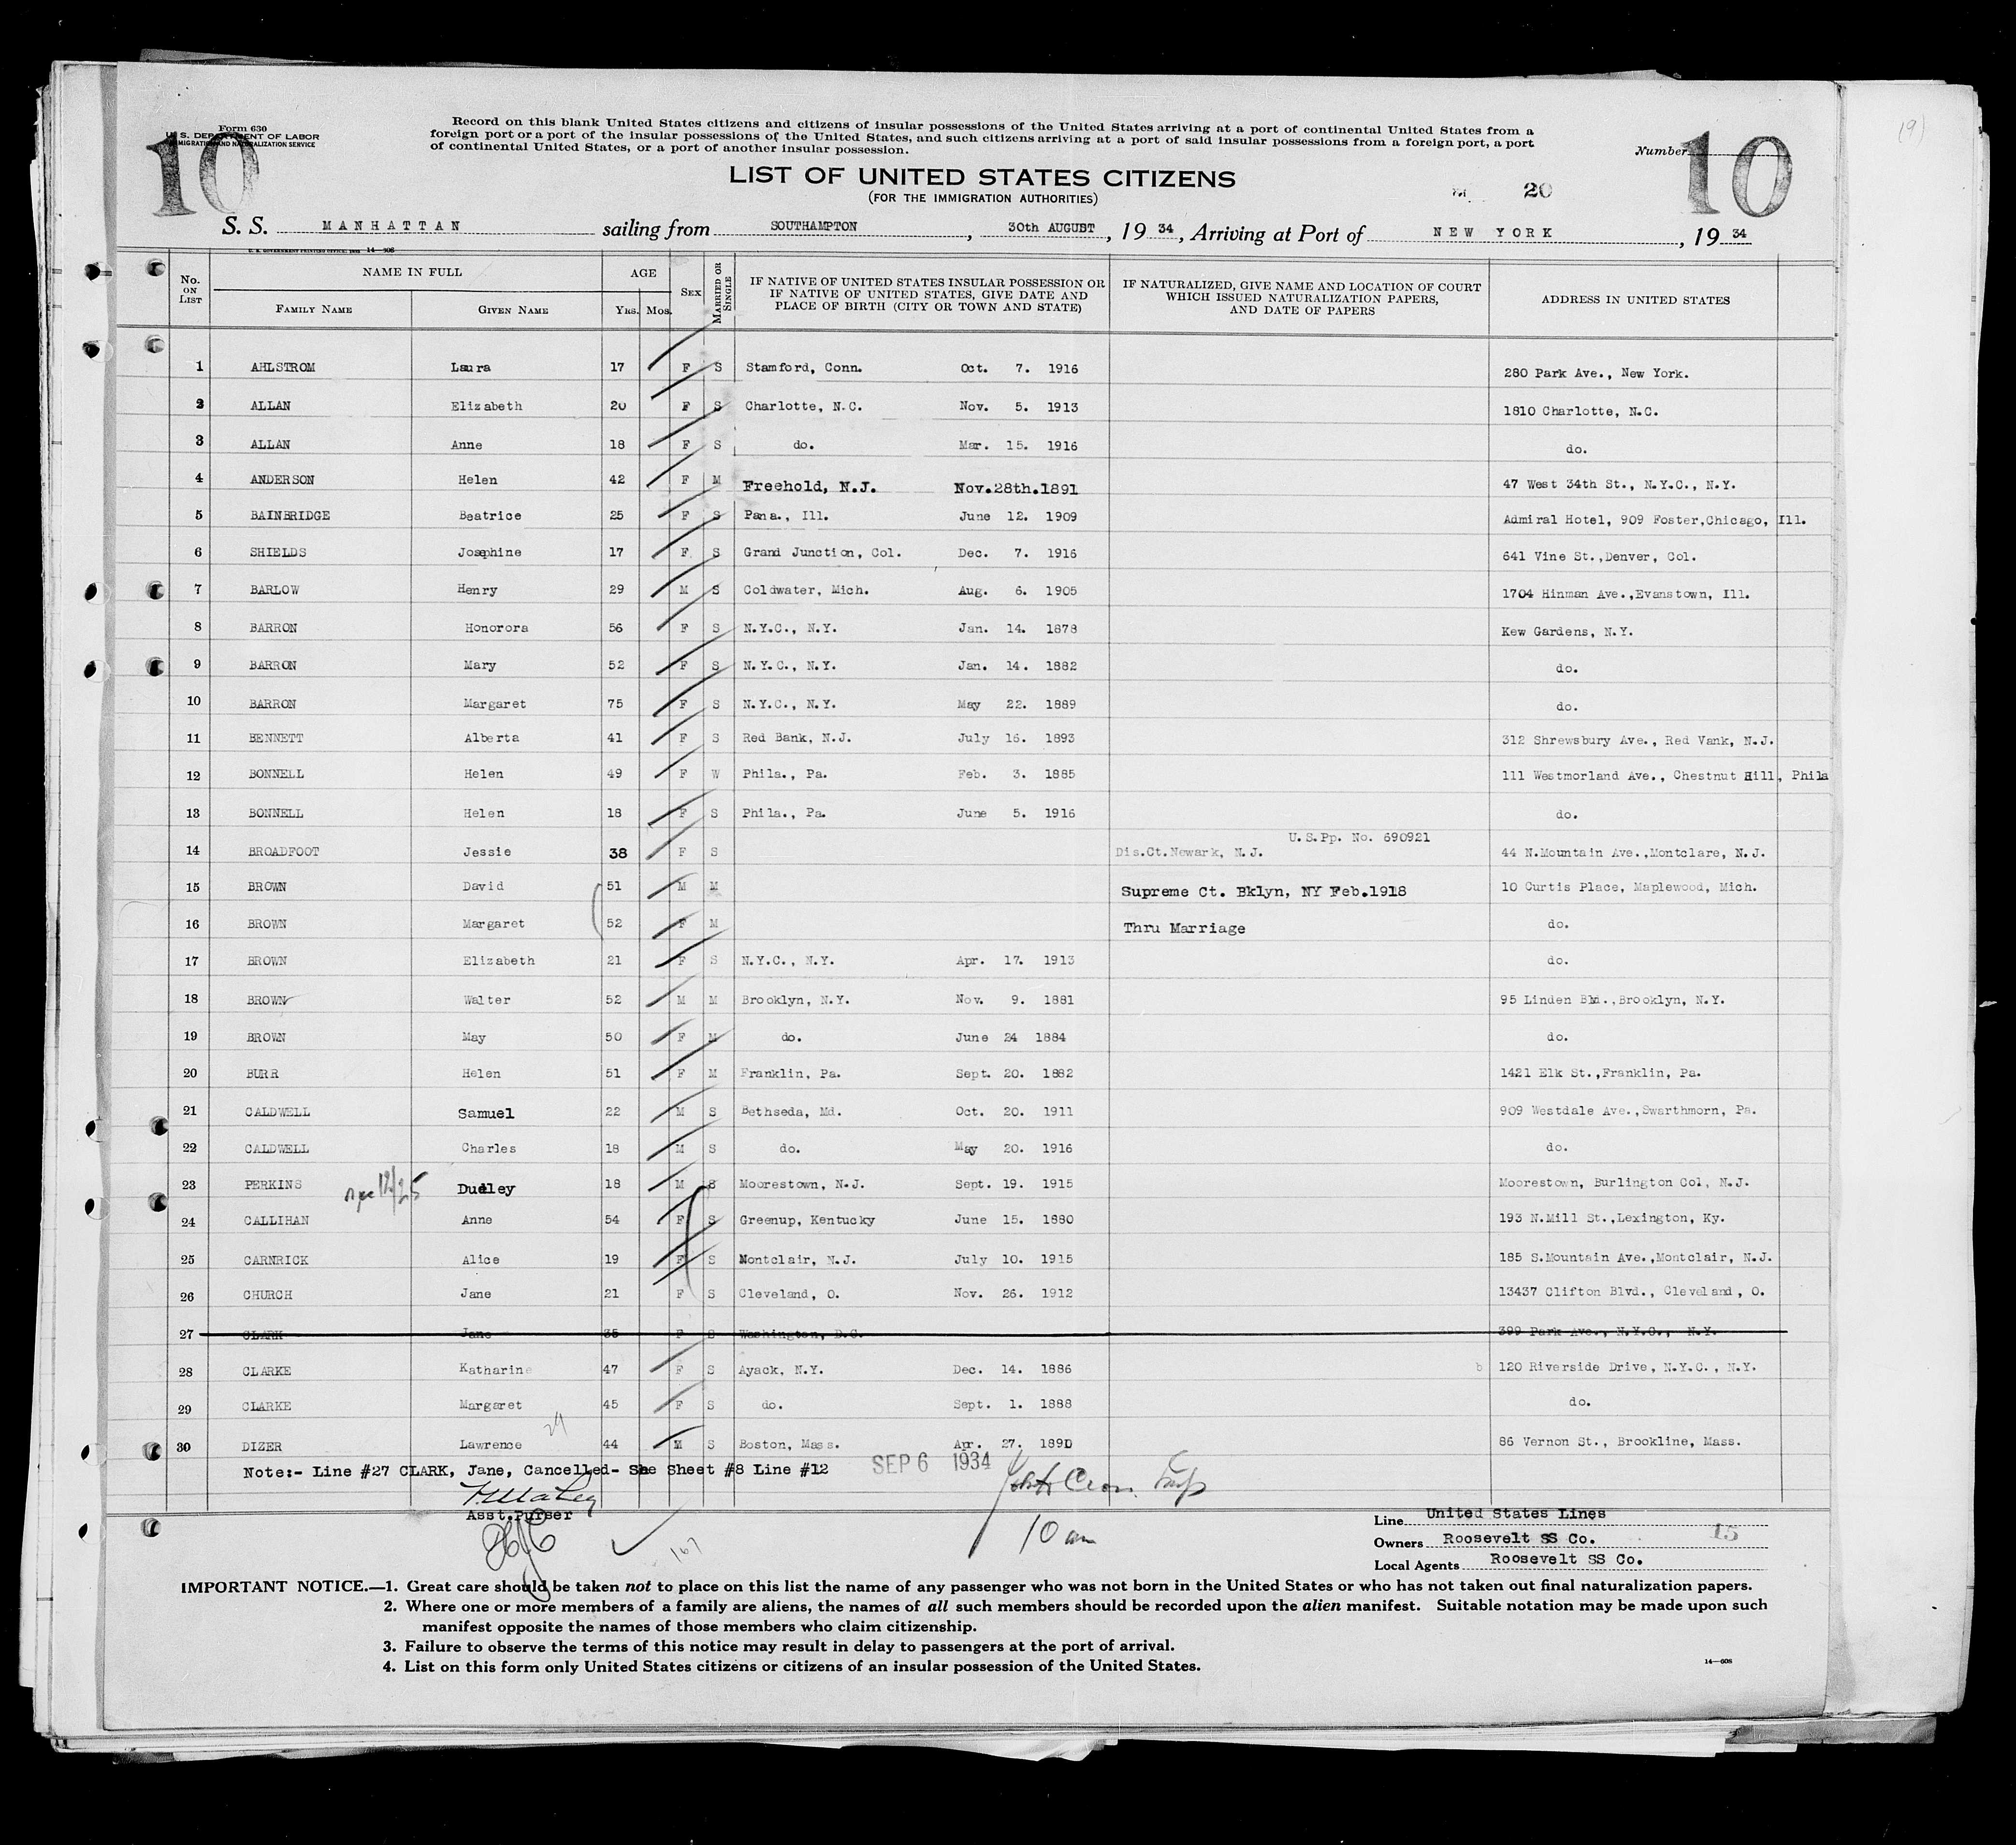 Form 630
U. S. DEPARTMENT OF LABOR
IMMIGRATION AND NATURALIZATION SERVICE
10
Record on this blank United States citizens and citizens of insular possessions of the United States arriving at a port of continental United States from a
foreign port or a port of the insular possessions of the United States, and such citizens arriving at a port of said insular possessions from a foreign port, a port
of continental United States, or a port of another insular possession.
Number
10
(9)
LIST OF UNITED STATES CITIZENS
(FOR THE IMMIGRATION AUTHORITIES)
20
S. S. MANHATTAN sailing from SOUTHAMPTON, 30th AUGUST, 19 34, Arriving at Port of NEW YORK, 19 34
U. S. GOVERNMENT PRINTING OFFICE: 14—608
No. ON LIST NAME IN FULL AGE SEX MARRIED OR SINGLE IF NATIVE OF UNITED STATES INSULAR POSSESSION OR IF NATIVE OF UNITED STATES, GIVE DATE AND PLACE OF BIRTH (CITY OR TOWN AND STATE) IF NATURALIZED, GIVE NAME AND LOCATION OF COURT WHICH ISSUED NATURALIZATION PAPERS, AND DATE OF PAPERS ADDRESS IN UNITED STATES
FAMILY NAME GIVEN NAME YRS. MOS.
1 AHLSTROM Laura 17 F S Stamford, Conn. Oct. 7. 1916 280 Park Ave., New York.
2 ALLAN Elizabeth 20 F S Charlotte, N.C. Nov. 5. 1913 1810 Charlotte, N.C.
3 ALLAN Anne 18 F S do. Mar. 15. 1916 do.
4 ANDERSON Helen 42 F M Freehold, N.J. Nov.28th.1891 47 West 34th St., N.Y.C., N.Y.
5 BAINBRIDGE Beatrice 25 F S Pana., Ill. June 12. 1909 Admiral Hotel, 909 Foster,Chicago, Ill.
6 SHIELDS Josephine 17 F S Grand Junction, Col. Dec. 7. 1916 641 Vine St.,Denver, Col.
7 BARLOW Henry 29 M S Coldwater, Mich. Aug. 6. 1905 1704 Hinman Ave.,Evanstown, Ill.
8 BARRON Honorora 56 F S N.Y.C., N.Y. Jan. 14. 1878 Kew Gardens, N.Y.
9 BARRON Mary 52 F S N.Y.C., N.Y. Jan. 14. 1882 do.
10 BARRON Margaret 75 F S N.Y.C., N.Y. May 22. 1889 do.
11 BENNETT Alberta 41 F S Red Bank, N.J. July 16. 1893 312 Shrewsbury Ave., Red Vank, N.J.
12 BONNELL Helen 49 F W Phila., Pa. Feb. 3. 1885 111 Westmorland Ave., Chestnut Hill, Phila
13 BONNELL Helen 18 F S Phila., Pa. June 5. 1916 do.
U.S.Pp. No. 690921
14 BROADFOOT Jessie 38 F S Dis.Ct.Newark, N.J. 44 N.Mountain Ave.,Montclare, N.J.
15 BROWN David 51 M M Supreme Ct. Bklyn, NY Feb.1918 10 Curtis Place, Maplewood, Mich.
16 BROWN Margaret 52 F M Thru Marriage do.
17 BROWN Elizabeth 21 F S N.Y.C., N.Y. Apr. 17. 1913 do.
18 BROWN Walter 52 M M Brooklyn, N.Y. Nov. 9. 1881 95 Linden Bld.,Brooklyn, N.Y.
19 BROWN May 50 F M do. June 24 1884 do.
20 BURR Helen 51 F M Franklin, Pa. Sept. 20. 1882 1421 Elk St.,Franklin, Pa.
21 CALDWELL Samuel 22 M S Bethseda, Md. Oct. 20. 1911 909 Westdale Ave.,Swarthmorn, Pa.
22 CALDWELL Charles 18 M S do. May 20. 1916 do.
23 PERKINS Dudley 18 M S Moorestown, N.J. Sept. 19. 1915 Moorestown, Burlington Col, N.J.
24 CALLIHAN Anne 54 F S Greenup, Kentucky June 15. 1880 193 N.Mill St.,Lexington, Ky.
25 CARNRICK Alice 19 F S Montclair, N.J. July 10. 1915 185 S.Mountain Ave.,Montclair, N.J.
26 CHURCH Jane 21 F S Cleveland, O. Nov. 26. 1912 13437 Clifton Blvd., Cleveland, O.
27 CLARK Jane 35 F S Washington, D.C. 399 Park Ave., N.Y.C., N.Y.
28 CLARKE Katharine 47 F S Ayack, N.Y. Dec. 14. 1886 b 120 Riverside Drive, N.Y.C., N.Y.
29 CLARKE Margaret 45 F S do. Sept. 1. 1888 do.
30 DIZER Lawrence 44 M S Boston, Mass. Apr. 27. 1890 86 Vernon St., Brookline, Mass.
Note:- Line #27 CLARK, Jane, Cancelled- See Sheet #8 Line #12 SEP 6 1934
Asst.Purser
10 am
Line United States Lines
Owners Roosevelt SS Co. 15
Local Agents Roosevelt SS Co.
IMPORTANT NOTICE.—1. Great care should be taken not to place on this list the name of any passenger who was not born in the United States or who has not taken out final naturalization papers.
2. Where one or more members of a family are aliens, the names of all such members should be recorded upon the alien manifest. Suitable notation may be made upon such
manifest opposite the names of those members who claim citizenship.
3. Failure to observe the terms of this notice may result in delay to passengers at the port of arrival.
4. List on this form only United States citizens or citizens of an insular possession of the United States.
14—608